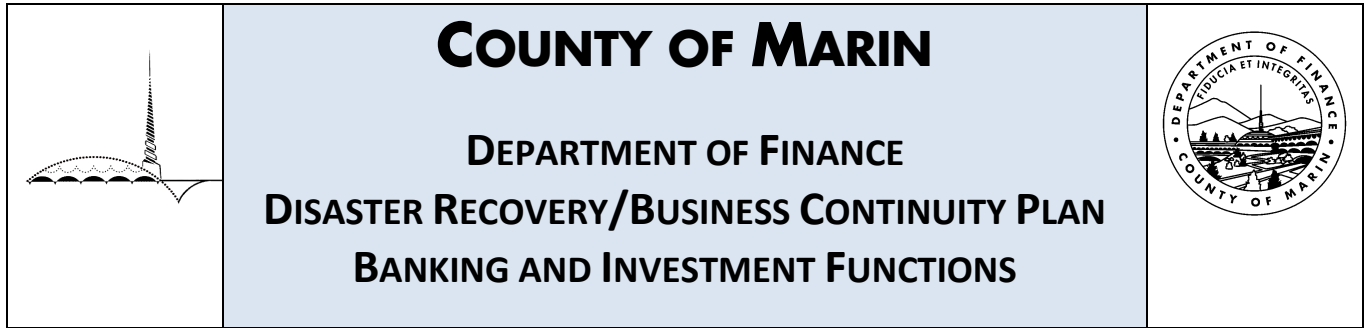 COUNTY OF MARIN
DEPARTMENT OF FINANCE
DISASTER RECOVERY/BUSINESS CONTINUITY PLAN
BANKING AND INVESTMENT FUNCTIONS
DEPARTMENT OF FINANCE
FIDUCIA ET INTEGRITAS
COUNTY OF MARIN